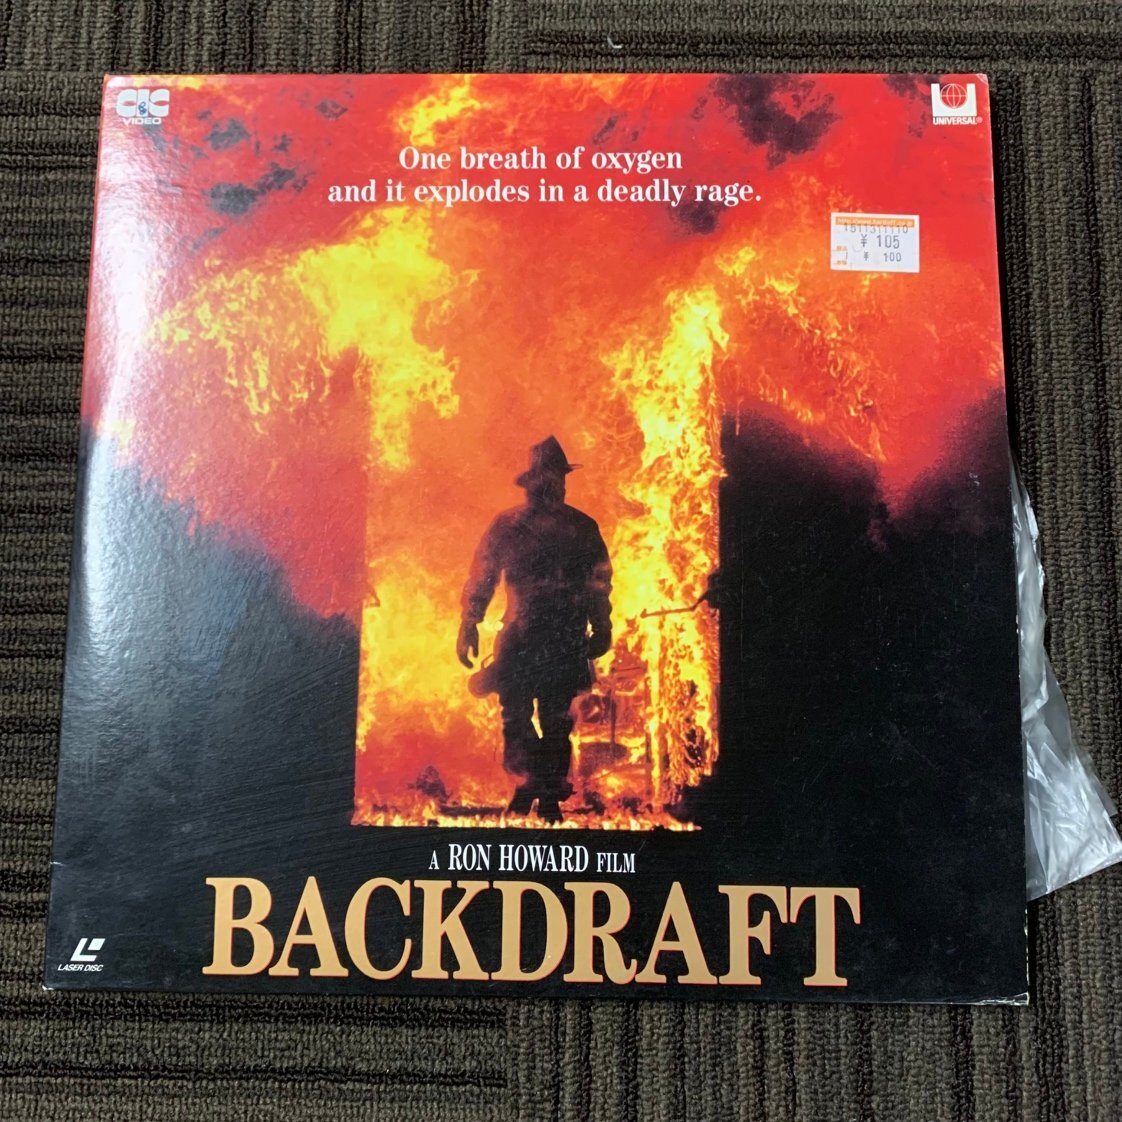 CIC
VIDEO
UNIVERSAL®
One breath of oxygen
and it explodes in a deadly rage.
1511311110
¥ 105
¥ 100
A RON HOWARD FILM
BACKDRAFT
LASER DISC